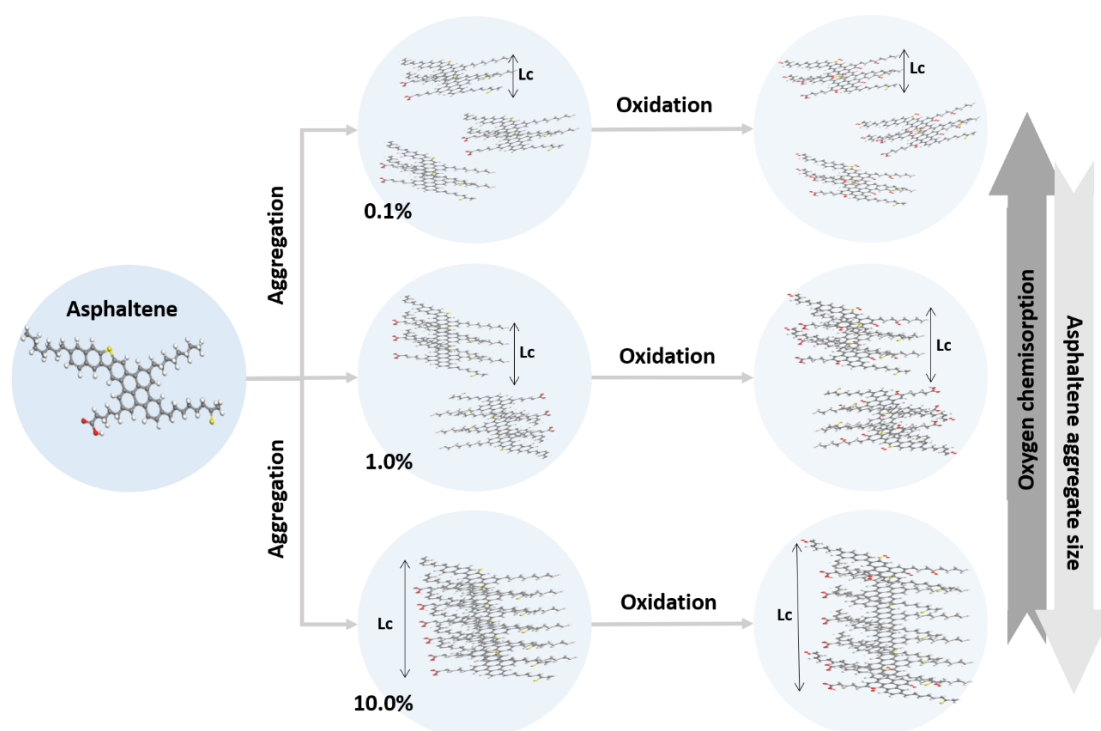 Asphaltene
Aggregation
Aggregation
Lc
0.1%
Oxidation
Lc
Lc
1.0%
Oxidation
Lc
Lc
10.0%
Oxidation
Lc
Oxygen chemisorption
Asphaltene aggregate size